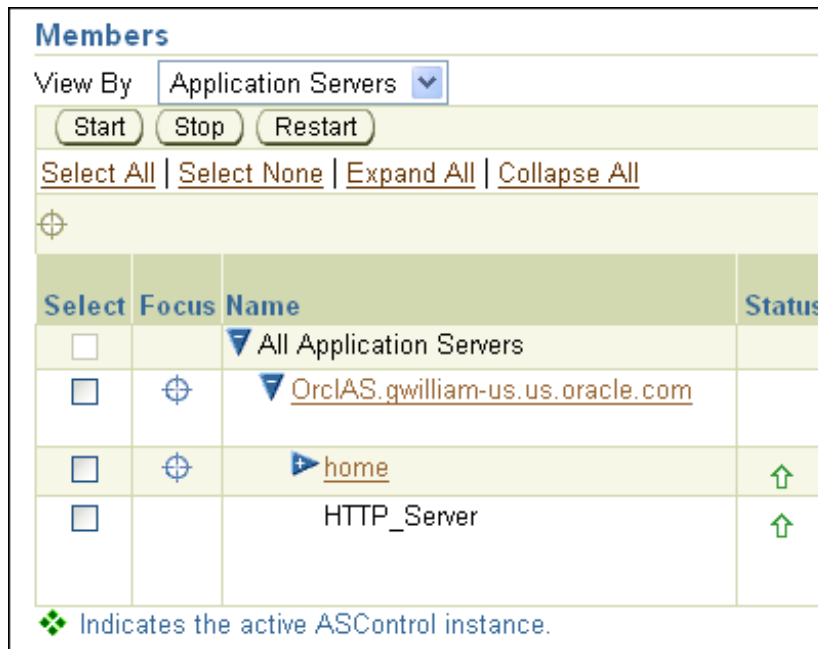 Members
View By Application Servers
Start Stop Restart
Select All | Select None | Expand All | Collapse All
Select Focus Name Status
All Application Servers
OrclAS.gwilliam-us.us.oracle.com
home
HTTP_Server
Indicates the active ASControl instance.